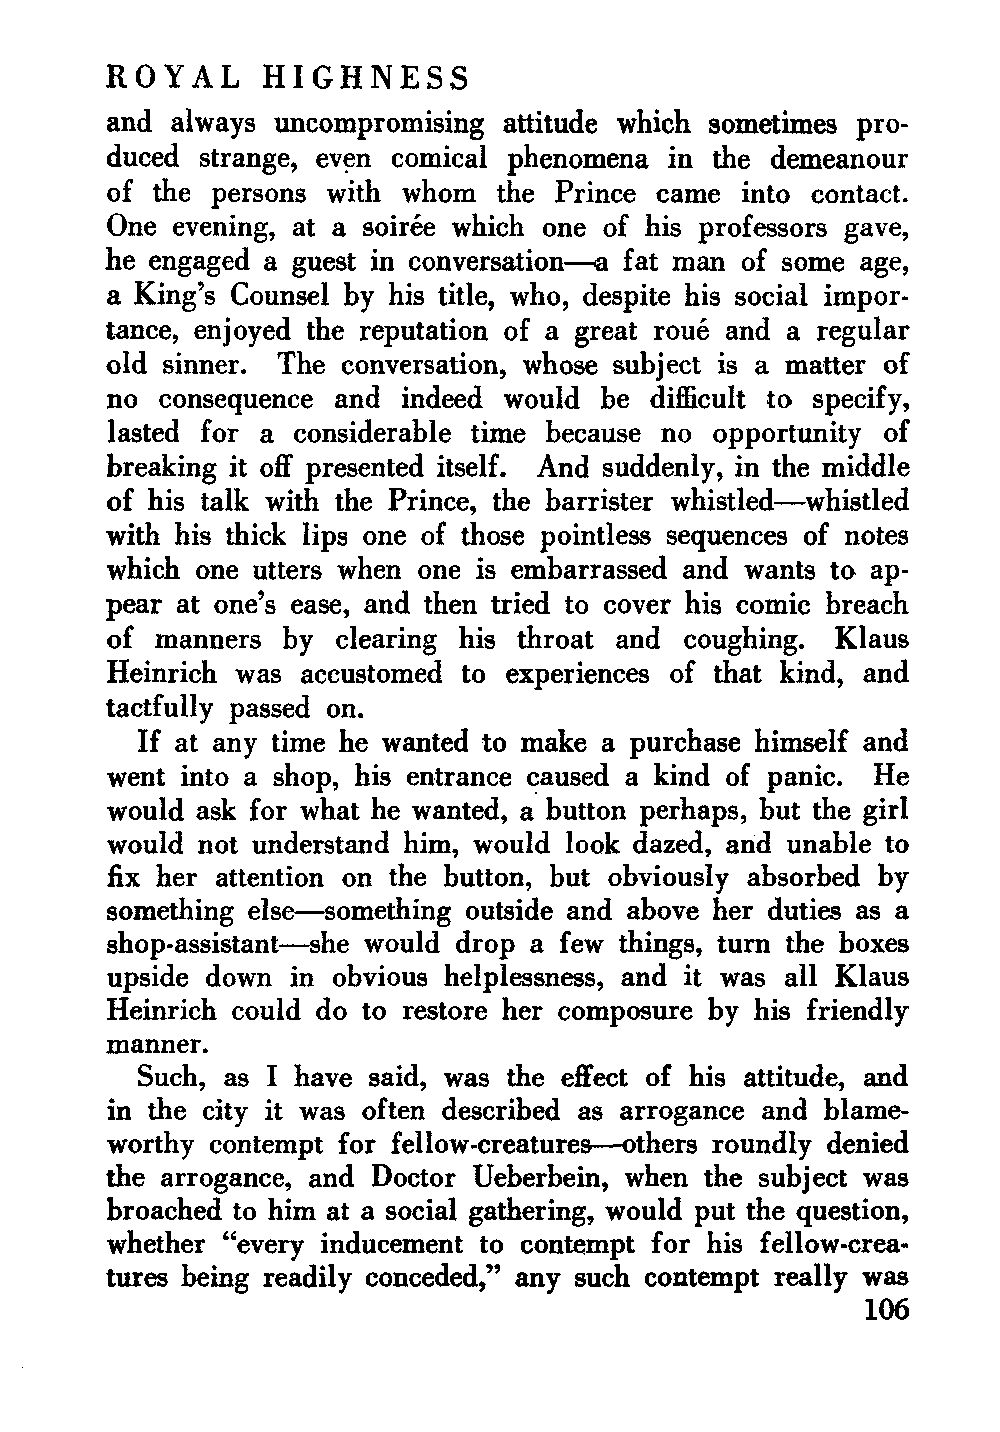 ROYAL HIGHNESS
and always uncompromising attitude which sometimes pro-
duced strange, even comical phenomena in the demeanour
of the persons with whom the Prince came into contact.
One evening, at a soirée which one of his professors gave,
he engaged a guest in conversation—a fat man of some age,
a King's Counsel by his title, who, despite his social impor-
tance, enjoyed the reputation of a great roué and a regular
old sinner. The conversation, whose subject is a matter of
no consequence and indeed would be difficult to specify,
lasted for a considerable time because no opportunity of
breaking it off presented itself. And suddenly, in the middle
of his talk with the Prince, the barrister whistled—whistled
with his thick lips one of those pointless sequences of notes
which one utters when one is embarrassed and wants to ap-
pear at one's ease, and then tried to cover his comic breach
of manners by clearing his throat and coughing. Klaus
Heinrich was accustomed to experiences of that kind, and
tactfully passed on.
If at any time he wanted to make a purchase himself and
went into a shop, his entrance caused a kind of panic. He
would ask for what he wanted, a button perhaps, but the girl
would not understand him, would look dazed, and unable to
fix her attention on the button, but obviously absorbed by
something else—something outside and above her duties as a
shop-assistant—she would drop a few things, turn the boxes
upside down in obvious helplessness, and it was all Klaus
Heinrich could do to restore her composure by his friendly
manner.
Such, as I have said, was the effect of his attitude, and
in the city it was often described as arrogance and blame-
worthy contempt for fellow-creatures—others roundly denied
the arrogance, and Doctor Ueberbein, when the subject was
broached to him at a social gathering, would put the question,
whether "every inducement to contempt for his fellow-crea-
tures being readily conceded," any such contempt really was
106